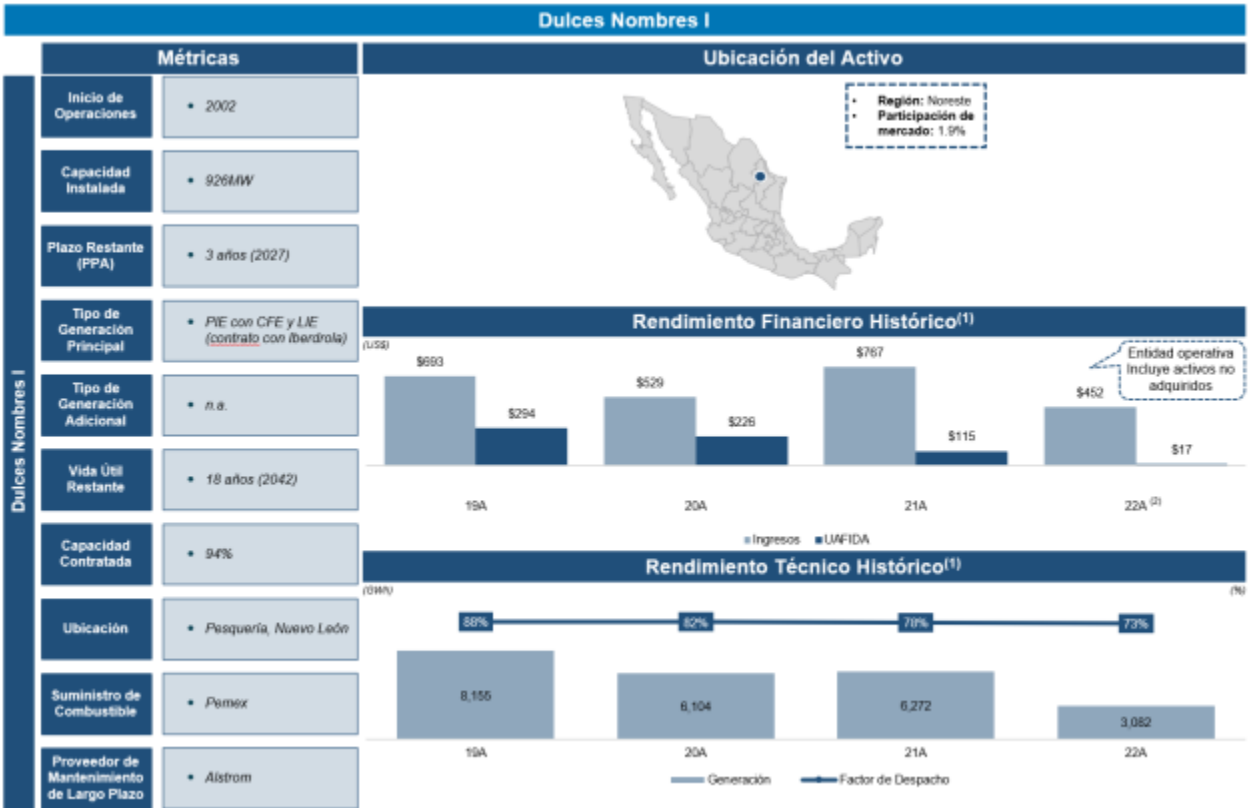 Dulces Nombres I
Métricas
Ubicación del Activo
Dulces Nombres I
Inicio de
Operaciones
• 2002
Capacidad
Instalada
• 926MW
Plazo Restante
(PPA)
• 3 años (2027)
Tipo de
Generación
Principal
• PIE con CFE y LIE
(contrato con Iberdrola)
Tipo de
Generación
Adicional
• n.a.
Vida Útil
Restante
• 18 años (2042)
Capacidad
Contratada
• 94%
Ubicación
• Pesquería, Nuevo León
Suministro de
Combustible
• Pemex
Proveedor de
Mantenimiento
de Largo Plazo
• Alstrom
• Región: Noreste
• Participación de
mercado: 1.9%
Rendimiento Financiero Histórico(1)
(US$)
Entidad operativa
Incluye activos no
adquiridos
$693
$294
$529
$226
$767
$115
$452
$17
19A
20A
21A
22A (2)
Ingresos UAFIDA
Rendimiento Técnico Histórico(1)
(GWh)
(%)
88%
82%
78%
73%
8,155
6,104
6,272
3,082
19A
20A
21A
22A
Generación Factor de Despacho